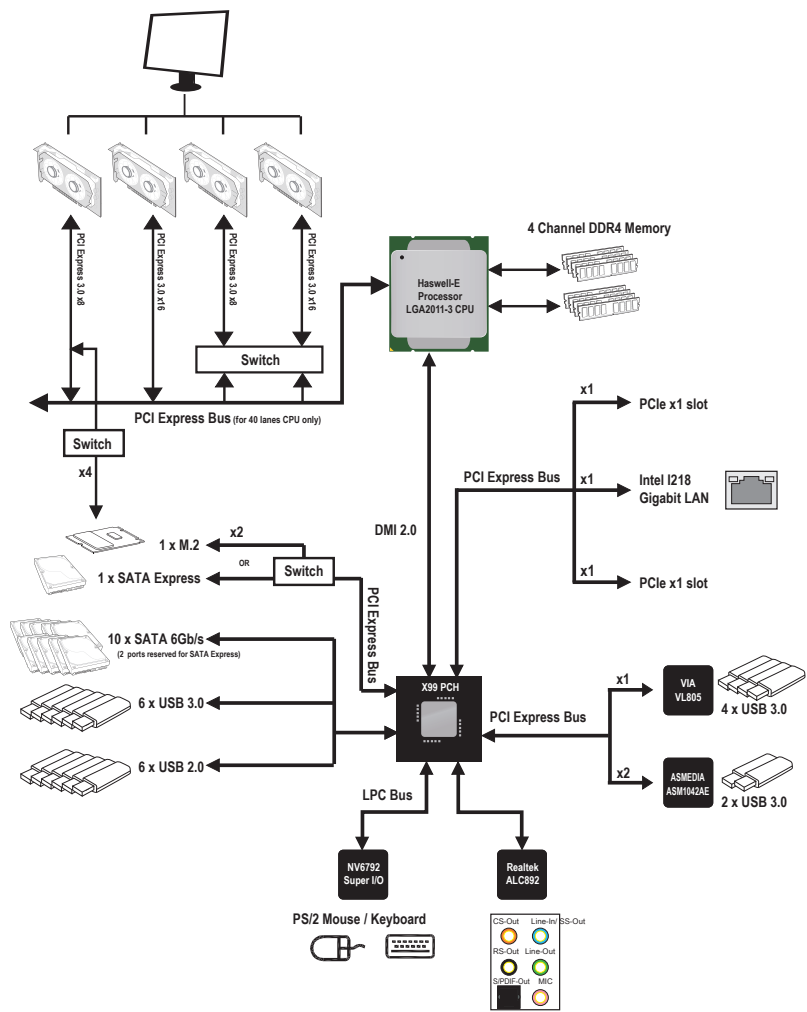 4 Channel DDR4 Memory
PCI Express 3.0 x8
PCI Express 3.0 x16
PCI Express 3.0 x8
PCI Express 3.0 x16
Haswell-E
Processor
LGA2011-3 CPU
Switch
PCI Express Bus (for 40 lanes CPU only)
Switch
x4
x1
PCIe x1 slot
PCI Express Bus
x1
Intel I218
Gigabit LAN
x1
PCIe x1 slot
DMI 2.0
1 x M.2
x2
OR
Switch
1 x SATA Express
PCI Express Bus
10 x SATA 6Gb/s
(2 ports reserved for SATA Express)
6 x USB 3.0
6 x USB 2.0
X99 PCH
PCI Express Bus
x1
VIA
VL805
4 x USB 3.0
x2
ASMEDIA
ASM1042AE
2 x USB 3.0
LPC Bus
NV6792
Super I/O
Realtek
ALC892
PS/2 Mouse / Keyboard
CS-Out
Line-In/ SS-Out
RS-Out
Line-Out
S/PDIF-Out
MIC